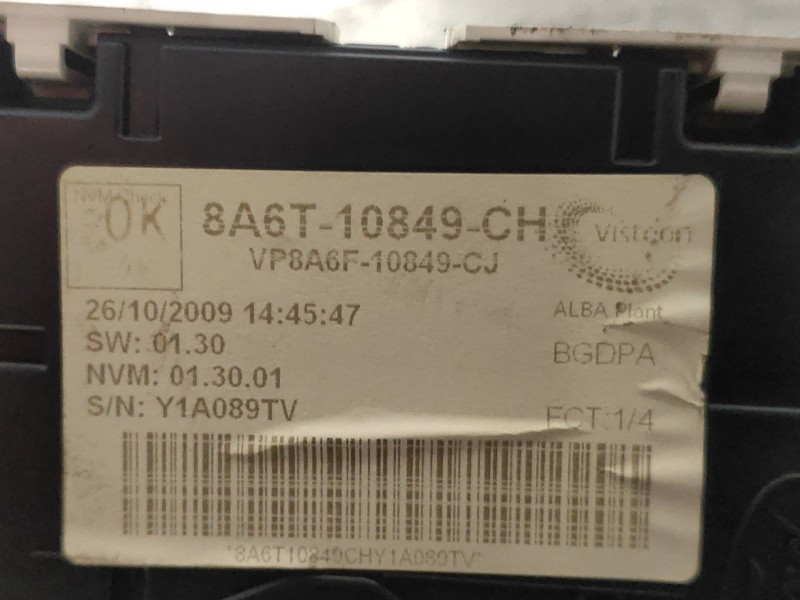 NVM Check
OK
8A6T-10849-CH
Visteon
VP8A6F-10849-CJ
26/10/2009 14:45:47
ALBA Plant
SW: 01.30
BGDPA
NVM: 01.30.01
S/N: Y1A089TV
FCT:1/4
*8A6T10849CHY1A089TV*